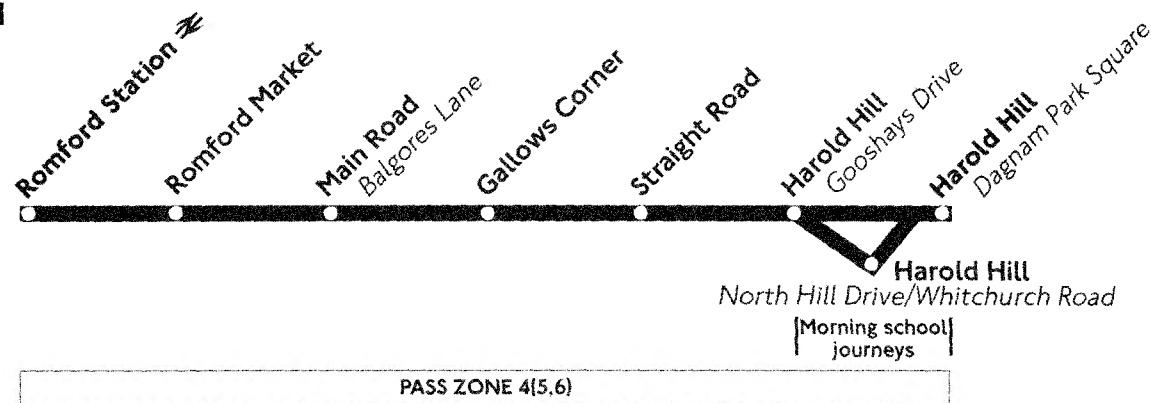 Romford Station
Romford Market
Main Road
Balgores Lane
Gallows Corner
Straight Road
Harold Hill
Gooshays Drive
Harold Hill
Dagnam Park Square
Harold Hill
North Hill Drive/Whitchurch Road
Morning school
journeys
PASS ZONE 4(5,6)